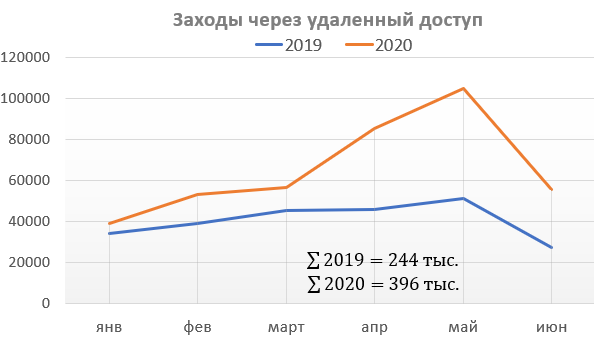 Заходы через удаленный доступ
2019 2020
120000
100000
80000
60000
40000
20000
0
∑ 2019 = 244 тыс.
∑ 2020 = 396 тыс.
янв фев март апр май июн